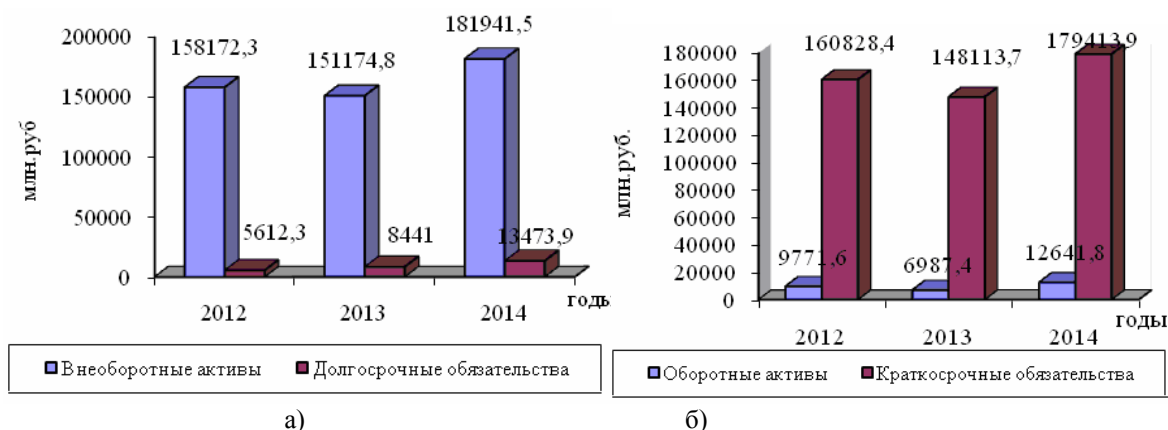 млн.руб
200000
150000
100000
50000
0
158172,3
151174,8
181941,5
5612,3
8441
13473,9
2012 2013 2014
годы
Внеоборотные активы Долгосрочные обязательства
а)
млн.руб.
180000
160000
140000
120000
100000
80000
60000
40000
20000
0
160828,4
148113,7
179413,9
9771,6
6987,4
12641,8
2012 2013 2014
годы
Оборотные активы Краткосрочные обязательства
б)